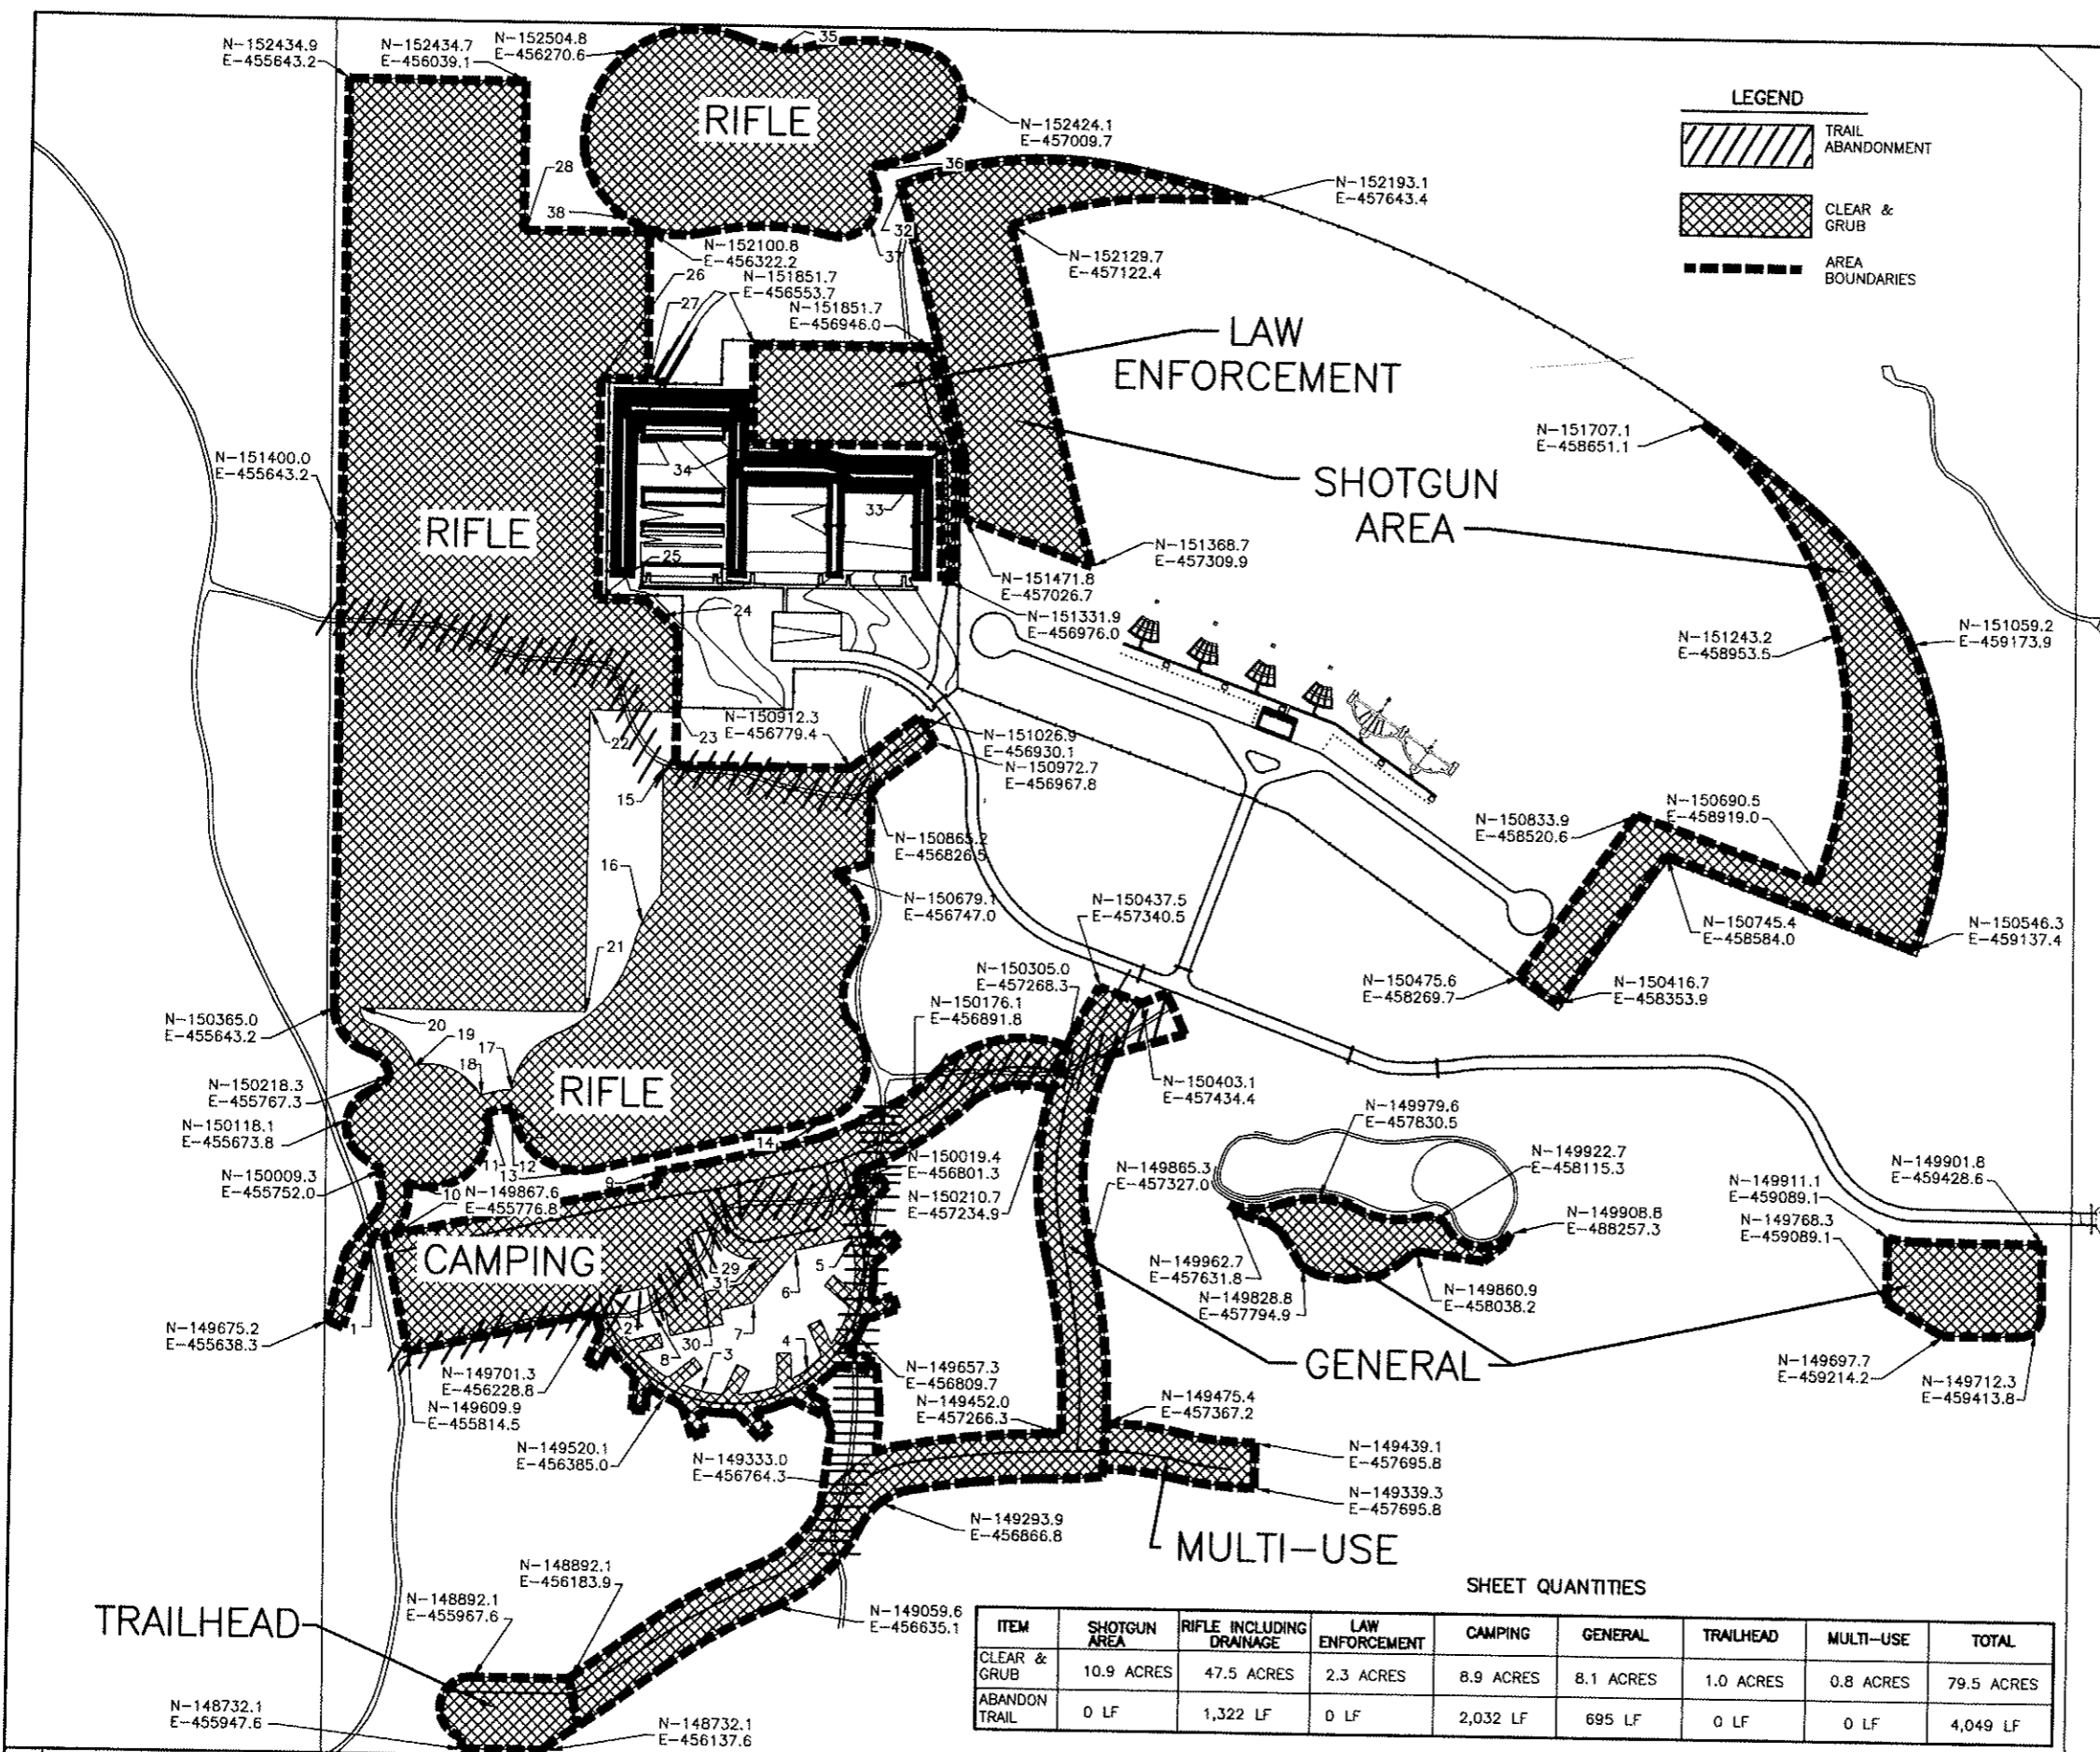 N-152434.9
E-455643.2
N-152434.7
E-456039.1
N-152504.8
E-456270.6
35
RIFLE
N-152424.1
E-457009.7
36
28
38
N-152100.8
E-456322.2
26
N-151851.7
E-456553.7
27
N-151851.7
E-456946.0
32
37
N-152193.1
E-457643.4
N-152129.7
E-457122.4
LEGEND
TRAIL
ABANDONMENT
CLEAR &
GRUB
AREA
BOUNDARIES
LAW
ENFORCEMENT
SHOTGUN
AREA
N-151707.1
E-458651.1
N-151400.0
E-455643.2
RIFLE
34
33
25
24
N-151368.7
E-457309.9
N-151471.8
E-457026.7
N-151331.9
E-456976.0
N-151243.2
E-458953.5
N-151059.2
E-459173.9
22
23
N-150912.3
E-456779.4
N-151026.9
E-456930.1
N-150972.7
E-456967.8
15
N-150865.2
E-456826.5
16
N-150679.1
E-456747.0
N-150833.9
E-458520.6
N-150690.5
E-458919.0
N-150437.5
E-457340.5
N-150745.4
E-458584.0
N-150546.3
E-459137.4
N-150475.6
E-458269.7
N-150416.7
E-458353.9
21
N-150305.0
E-457268.3
N-150176.1
E-456891.8
N-150365.0
E-455643.2
20
19
17
18
RIFLE
N-150218.3
E-455767.3
N-150118.1
E-455673.8
N-150009.3
E-455752.0
11
12
13
14
9
10
N-149867.6
E-455776.8
N-150403.1
E-457434.4
N-150019.4
E-456801.3
N-150210.7
E-457234.9
N-149865.3
E-457327.0
N-149979.6
E-457830.5
N-149922.7
E-458115.3
N-149908.8
E-488257.3
N-149962.7
E-457631.8
N-149828.8
E-457794.9
N-149860.9
E-458038.2
N-149911.1
E-459089.1
N-149768.3
E-459089.1
N-149901.8
E-459428.6
N-149697.7
E-459214.2
N-149712.3
E-459413.8
CAMPING
29
31
5
6
7
30
8
2
3
4
1
N-149675.2
E-455638.3
N-149701.3
E-456228.8
N-149609.9
E-455814.5
N-149520.1
E-456385.0
N-149657.3
E-456809.7
N-149452.0
E-457266.3
N-149333.0
E-456764.3
GENERAL
N-149475.4
E-457367.2
N-149439.1
E-457695.8
N-149339.3
E-457695.8
N-149293.9
E-456866.8
MULTI-USE
N-148892.1
E-456183.9
N-148892.1
E-455967.6
TRAILHEAD
N-149059.6
E-456635.1
N-148732.1
E-455947.6
N-148732.1
E-456137.6
SHEET QUANTITIES
ITEM SHOTGUN AREA RIFLE INCLUDING DRAINAGE LAW ENFORCEMENT CAMPING GENERAL TRAILHEAD MULTI-USE TOTAL
CLEAR & GRUB 10.9 ACRES 47.5 ACRES 2.3 ACRES 8.9 ACRES 8.1 ACRES 1.0 ACRES 0.8 ACRES 79.5 ACRES
ABANDON TRAIL 0 LF 1,322 LF 0 LF 2,032 LF 695 LF 0 LF 0 LF 4,049 LF